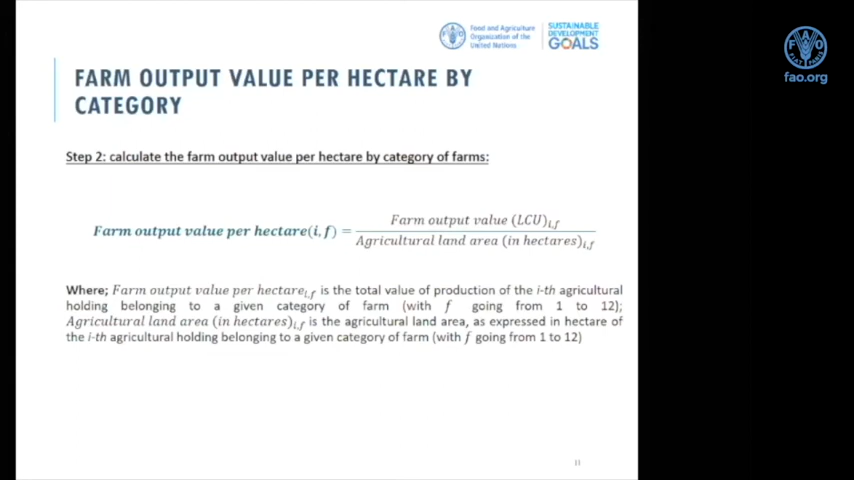 Food and Agriculture
Organization of the
United Nations
SUSTAINABLE
DEVELOPMENT
GOALS
FAO
FIAT PANIS
fao.org
FARM OUTPUT VALUE PER HECTARE BY
CATEGORY
Step 2: calculate the farm output value per hectare by category of farms:
Farm output value per hectare(i, f) = Farm output value (LCU)i,f
Agricultural land area (in hectares)i,f
Where; Farm output value per hectarei,f is the total value of production of the i-th agricultural
holding belonging to a given category of farm (with f going from 1 to 12);
Agricultural land area (in hectares)i,f is the agricultural land area, as expressed in hectare of
the i-th agricultural holding belonging to a given category of farm (with f going from 1 to 12)
11